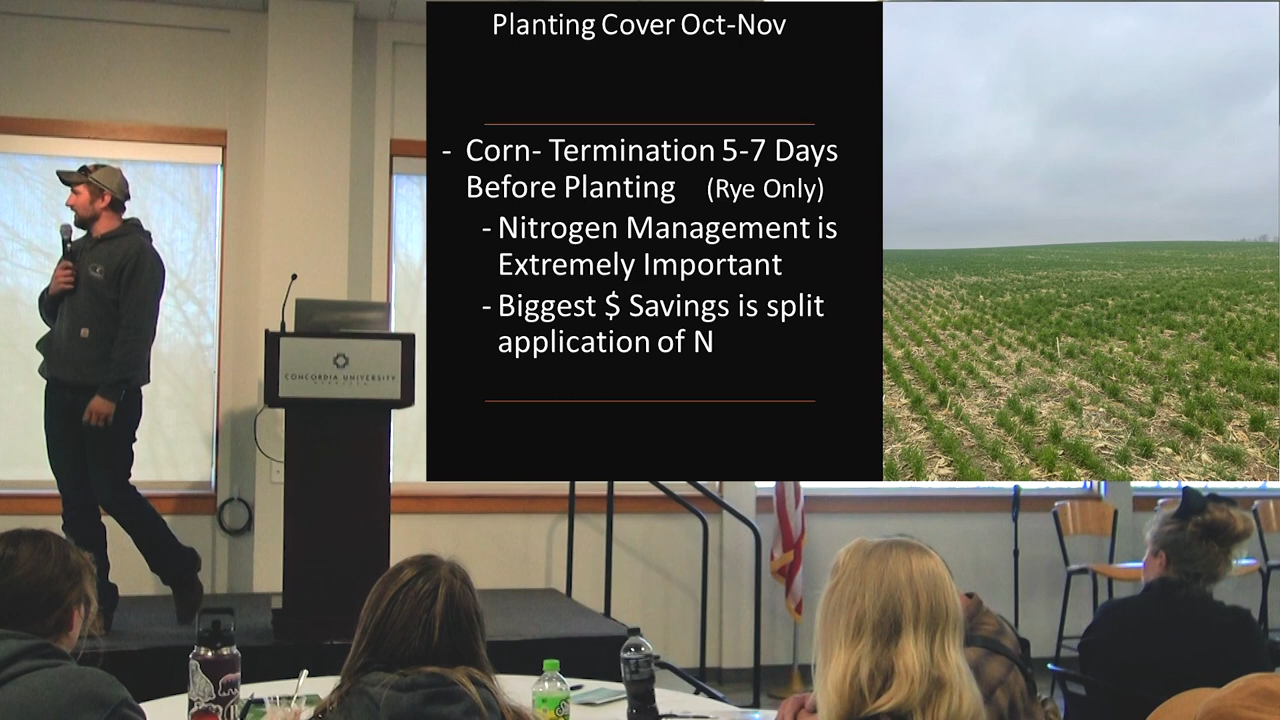 Planting Cover Oct-Nov
- Corn- Termination 5-7 Days
Before Planting (Rye Only)
- Nitrogen Management is
Extremely Important
- Biggest $ Savings is split
application of N
CONCORDIA UNIVERSITY